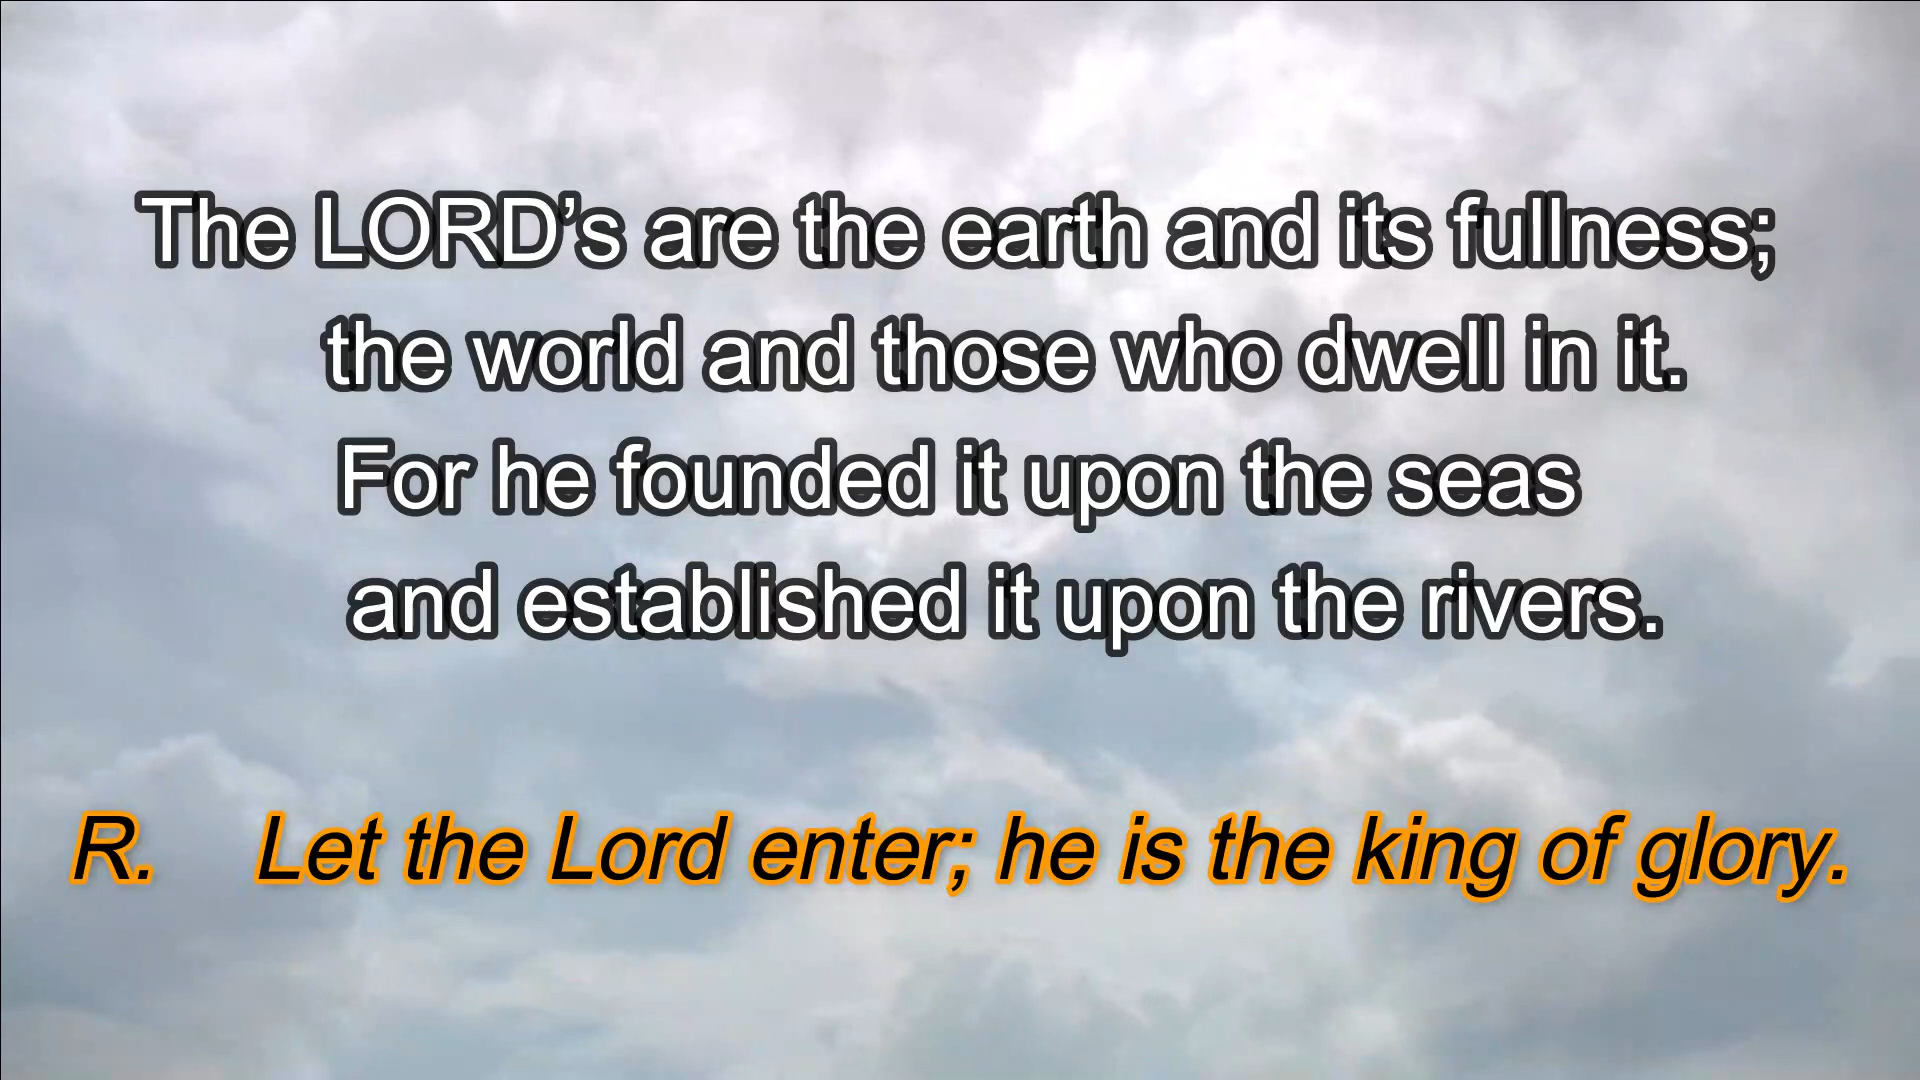 The LORD’s are the earth and its fullness;
the world and those who dwell in it.
For he founded it upon the seas
and established it upon the rivers.
R. Let the Lord enter; he is the king of glory.